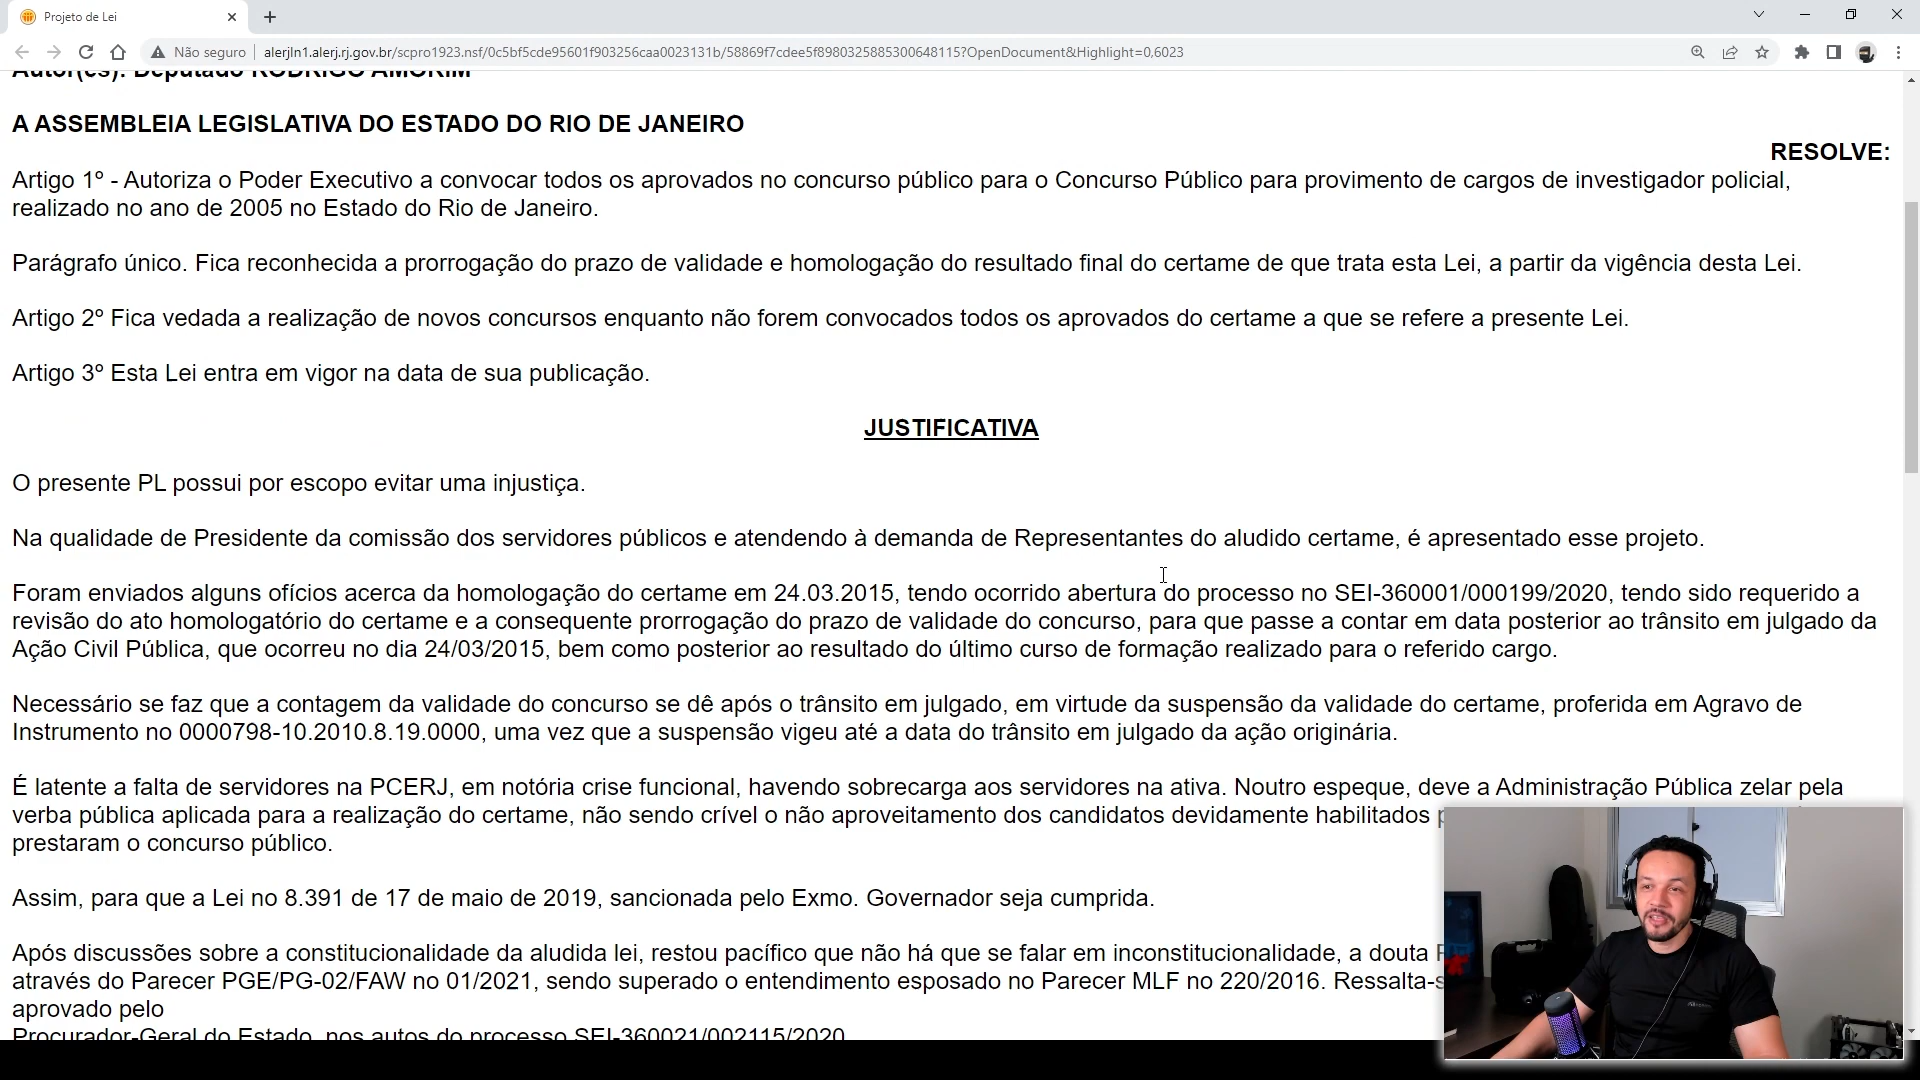 Projeto de Lei
Não seguro
alerjln1.alerj.rj.gov.br/scpro1923.nsf/0c5bf5cde95601f903256caa0023131b/58869f7cdee5f8980325885300648115?OpenDocument&Highlight=0,6023
Autor(es): Deputado RODRIGO AMORIM
A ASSEMBLEIA LEGISLATIVA DO ESTADO DO RIO DE JANEIRO
RESOLVE:
Artigo 1º - Autoriza o Poder Executivo a convocar todos os aprovados no concurso público para o Concurso Público para provimento de cargos de investigador policial,
realizado no ano de 2005 no Estado do Rio de Janeiro.
Parágrafo único. Fica reconhecida a prorrogação do prazo de validade e homologação do resultado final do certame de que trata esta Lei, a partir da vigência desta Lei.
Artigo 2º Fica vedada a realização de novos concursos enquanto não forem convocados todos os aprovados do certame a que se refere a presente Lei.
Artigo 3º Esta Lei entra em vigor na data de sua publicação.
JUSTIFICATIVA
O presente PL possui por escopo evitar uma injustiça.
Na qualidade de Presidente da comissão dos servidores públicos e atendendo à demanda de Representantes do aludido certame, é apresentado esse projeto.
Foram enviados alguns ofícios acerca da homologação do certame em 24.03.2015, tendo ocorrido abertura do processo no SEI-360001/000199/2020, tendo sido requerido a
revisão do ato homologatório do certame e a consequente prorrogação do prazo de validade do concurso, para que passe a contar em data posterior ao trânsito em julgado da
Ação Civil Pública, que ocorreu no dia 24/03/2015, bem como posterior ao resultado do último curso de formação realizado para o referido cargo.
Necessário se faz que a contagem da validade do concurso se dê após o trânsito em julgado, em virtude da suspensão da validade do certame, proferida em Agravo de
Instrumento no 0000798-10.2010.8.19.0000, uma vez que a suspensão vigeu até a data do trânsito em julgado da ação originária.
É latente a falta de servidores na PCERJ, em notória crise funcional, havendo sobrecarga aos servidores na ativa. Noutro espeque, deve a Administração Pública zelar pela
verba pública aplicada para a realização do certame, não sendo crível o não aproveitamento dos candidatos devidamente habilitados
prestaram o concurso público.
Assim, para que a Lei no 8.391 de 17 de maio de 2019, sancionada pelo Exmo. Governador seja cumprida.
Após discussões sobre a constitucionalidade da aludida lei, restou pacífico que não há que se falar em inconstitucionalidade, a douta
através do Parecer PGE/PG-02/FAW no 01/2021, sendo superado o entendimento esposado no Parecer MLF no 220/2016. Ressalta-s
aprovado pelo
Procurador-Geral do Estado, nos autos do processo SEI-360021/002115/2020